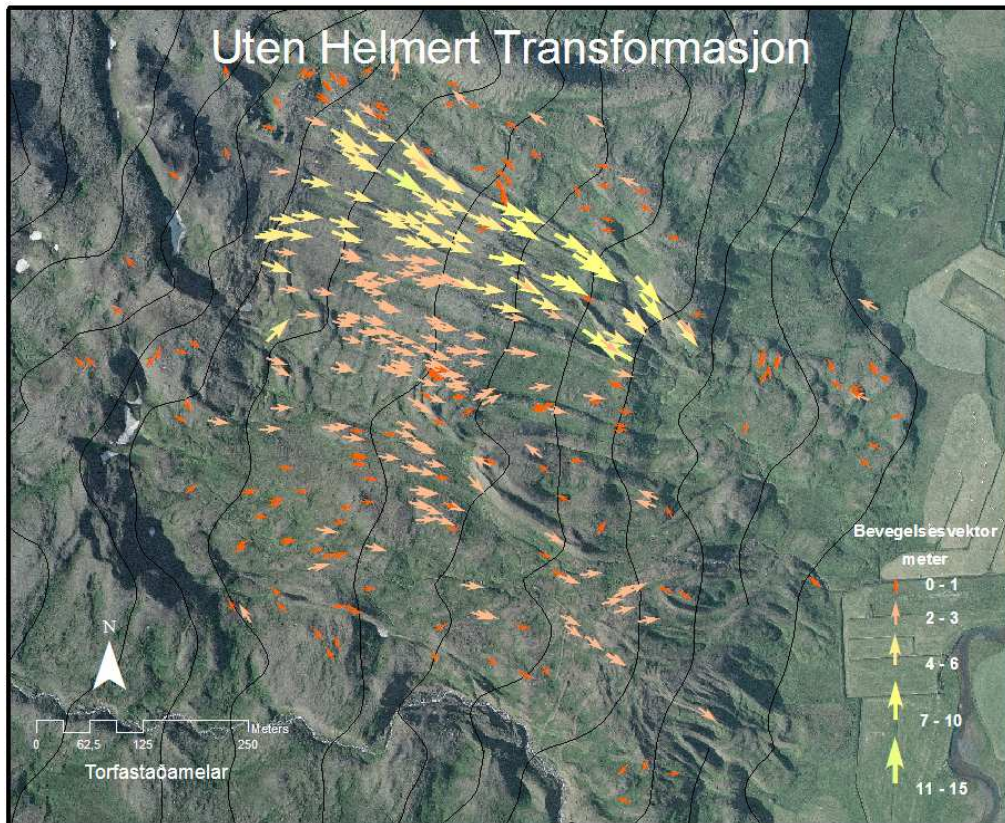 Uten Helmert Transformasjon
Bevegelsesvektor
meter
0 - 1
2 - 3
4 - 6
7 - 10
11 - 15
N
Meters
0 62.5 125 250
Torfastaðamelar